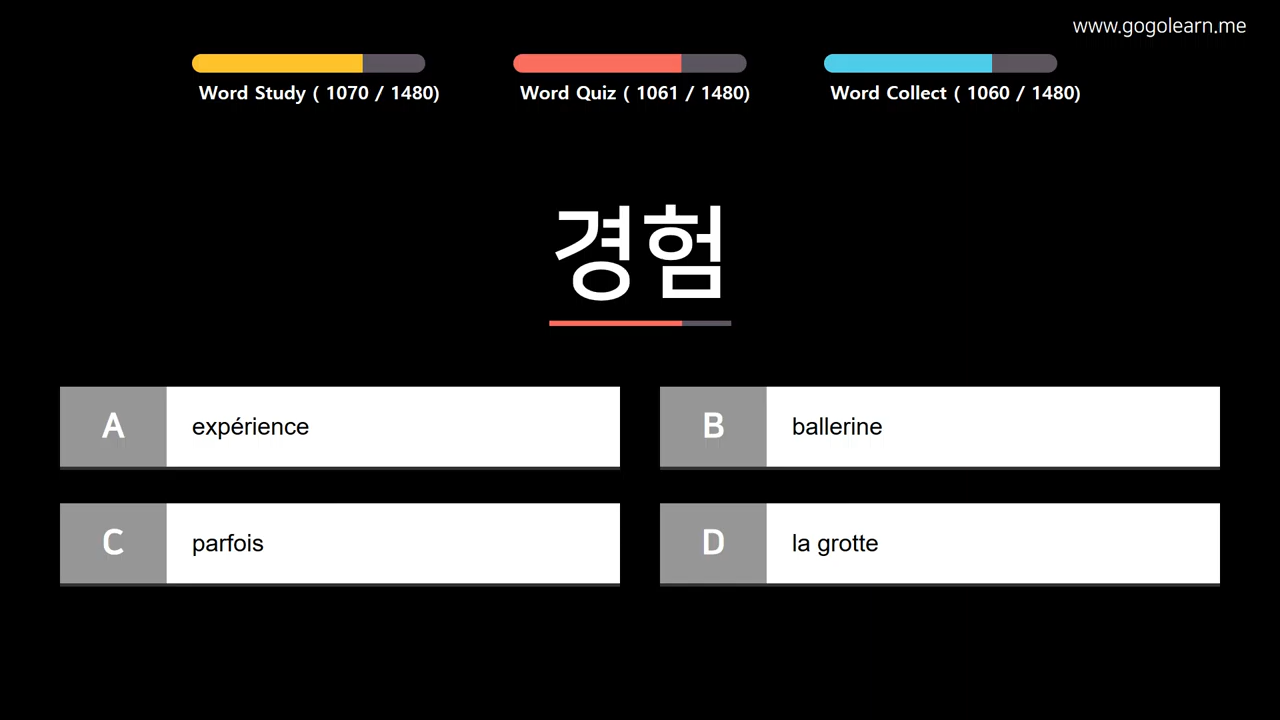 www.gogolearn.me
Word Study ( 1070 / 1480)
Word Quiz ( 1061 / 1480)
Word Collect ( 1060 / 1480)
경험
A
expérience
B
ballerine
C
parfois
D
la grotte